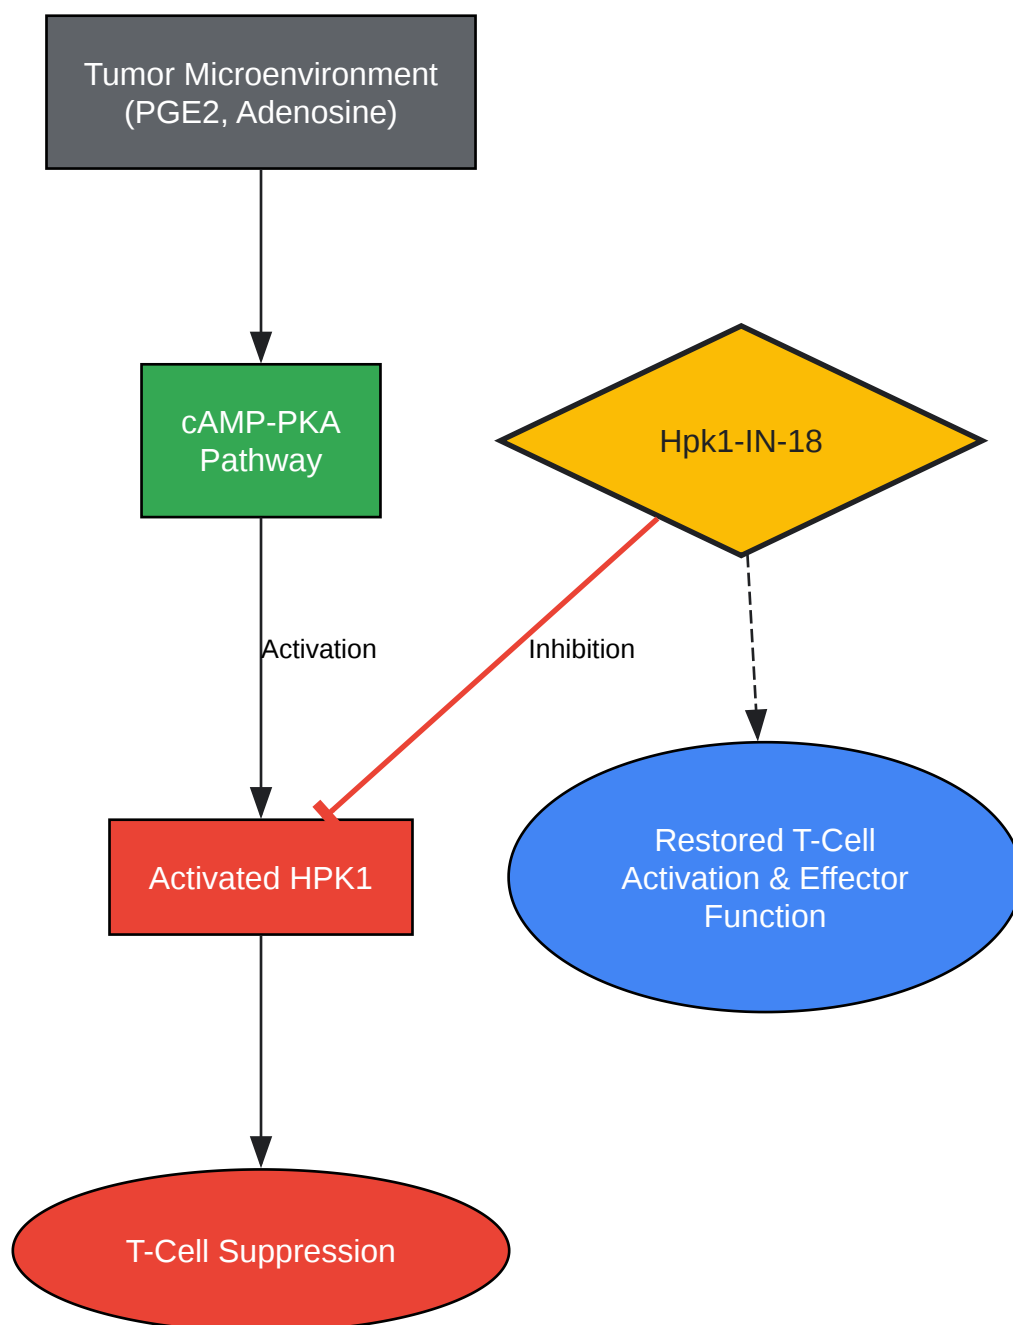 Tumor Microenvironment
(PGE2, Adenosine)
cAMP-PKA
Pathway
Hpk1-IN-18
Activation
Inhibition
Activated HPK1
Restored T-Cell
Activation & Effector
Function
T-Cell Suppression